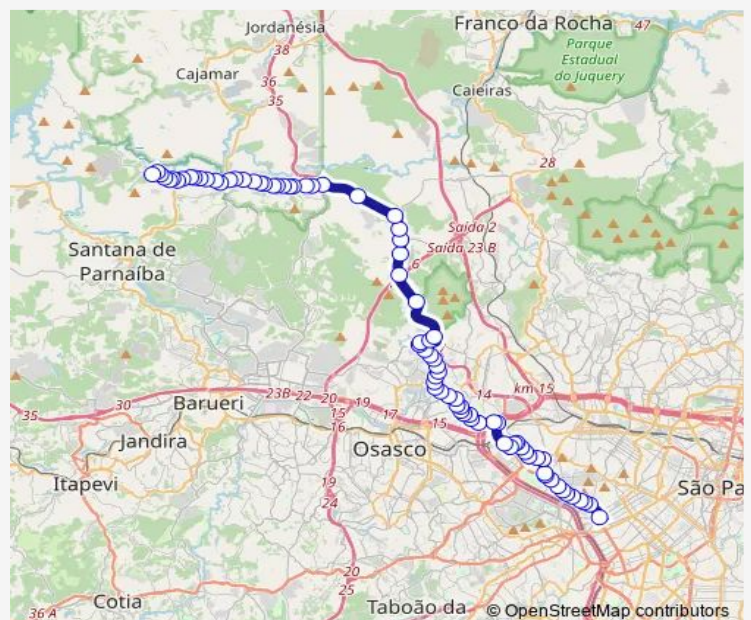 Franco da Rocha
47
Jordanésia
38
Parque
Estadual
do Juquery
Cajamar
36
35
Caieiras
28
Saída 2
Saída 23 B
6
Santana de
Parnaíba
km 15
14
23B 22 20 19
30
35
Barueri
15
17
15
16
Jandira
Osasco
Itapevi
São Pa
19
24
20
25
Cotia
Taboão da
36 A
© OpenStreetMap contributors